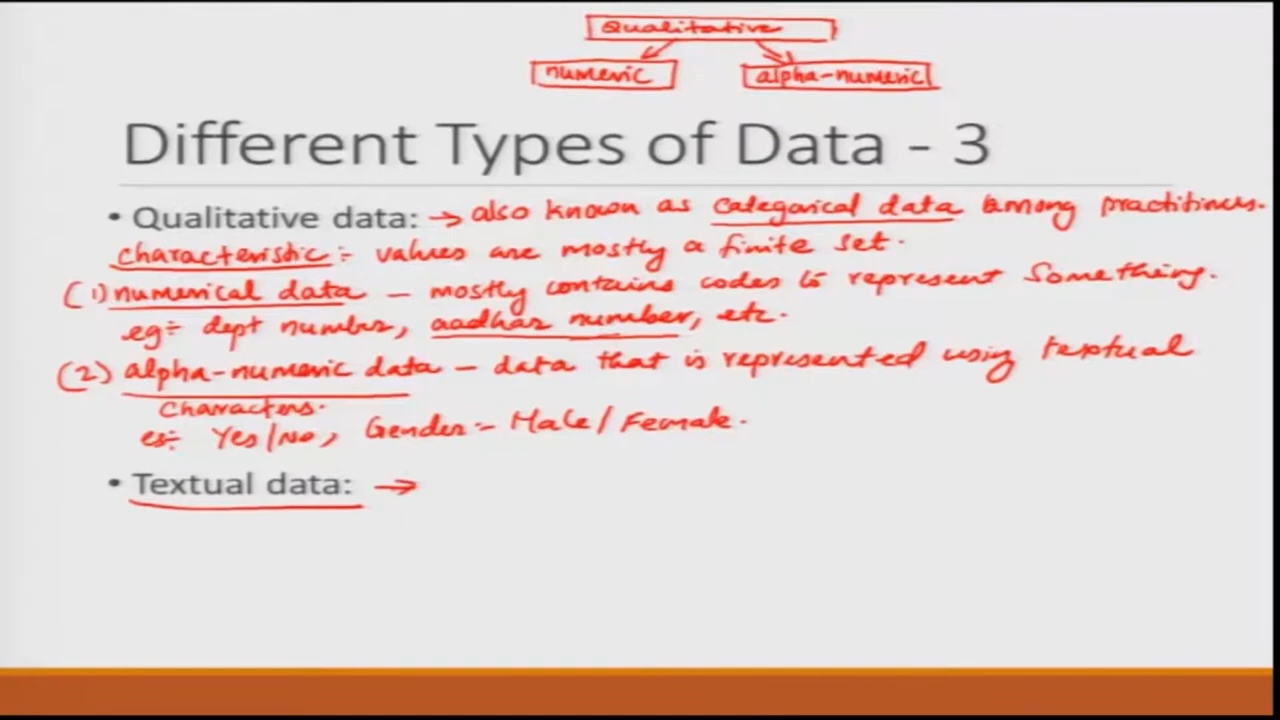 Qualitative
numeric alpha-numeric
Different Types of Data - 3
• Qualitative data: → also known as categorical data among practitiners.
characteristic:- values are mostly a finite set.
(1) numerical data – mostly contains codes to represent something.
eg:- dept number, aadhar number, etc.
(2) alpha-numeric data – data that is represented using textual
characters.
eg:- Yes/No, Gender:- Male/Female.
• Textual data: →